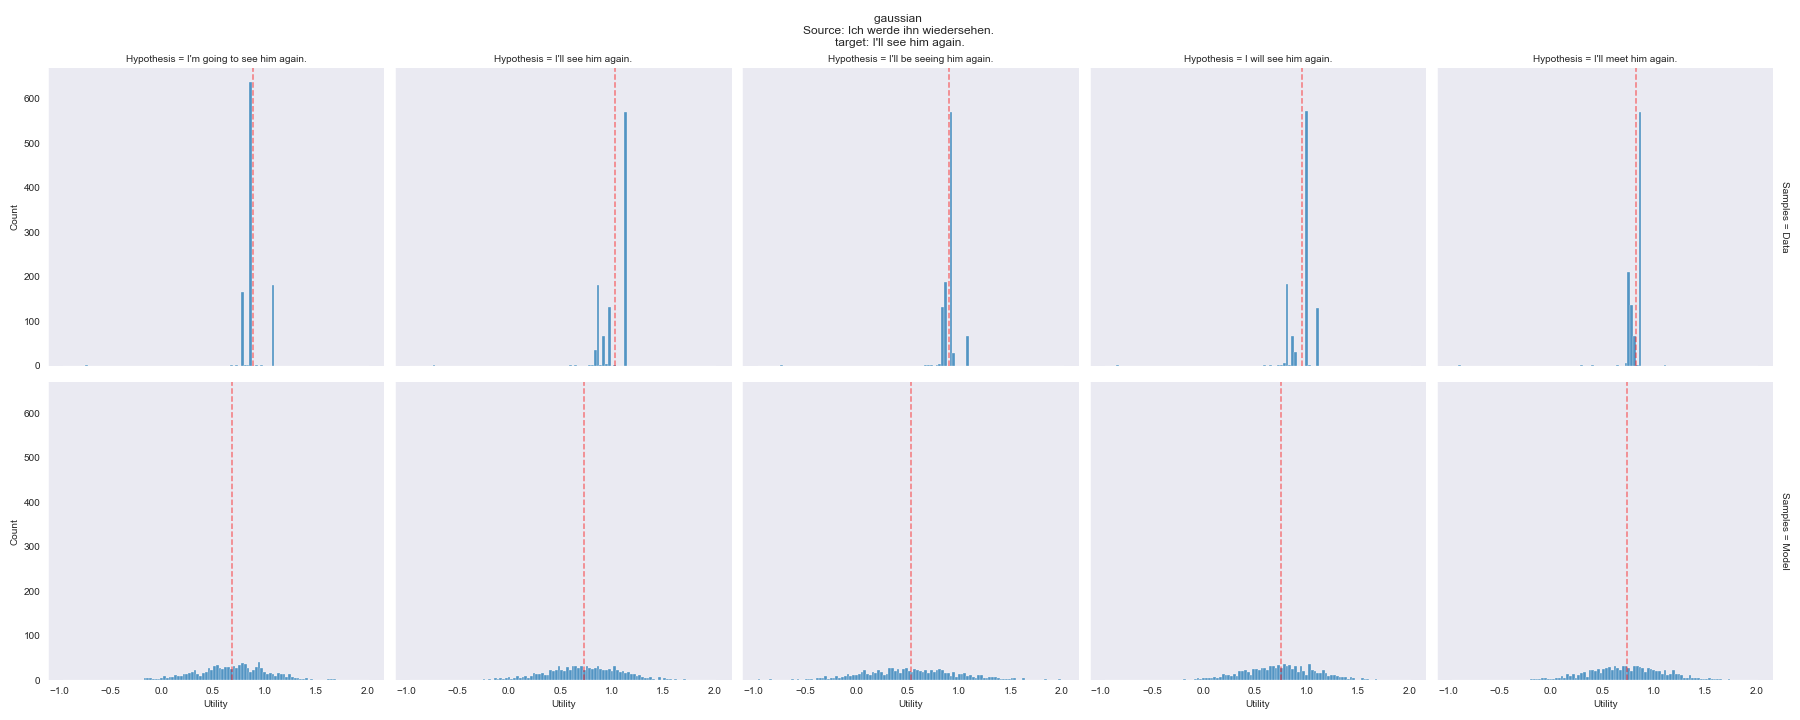 gaussian
Source: Ich werde ihn wiedersehen.
target: I'll see him again.
Hypothesis = I'm going to see him again.
Hypothesis = I'll see him again.
Hypothesis = I'll be seeing him again.
Hypothesis = I will see him again.
Hypothesis = I'll meet him again.
600
500
400
300
200
100
0
Count
Samples = Data
600
500
400
300
200
100
0
Count
Samples = Model
−1.0 −0.5 0.0 0.5 1.0 1.5 2.0
Utility
−1.0 −0.5 0.0 0.5 1.0 1.5 2.0
Utility
−1.0 −0.5 0.0 0.5 1.0 1.5 2.0
Utility
−1.0 −0.5 0.0 0.5 1.0 1.5 2.0
Utility
−1.0 −0.5 0.0 0.5 1.0 1.5 2.0
Utility